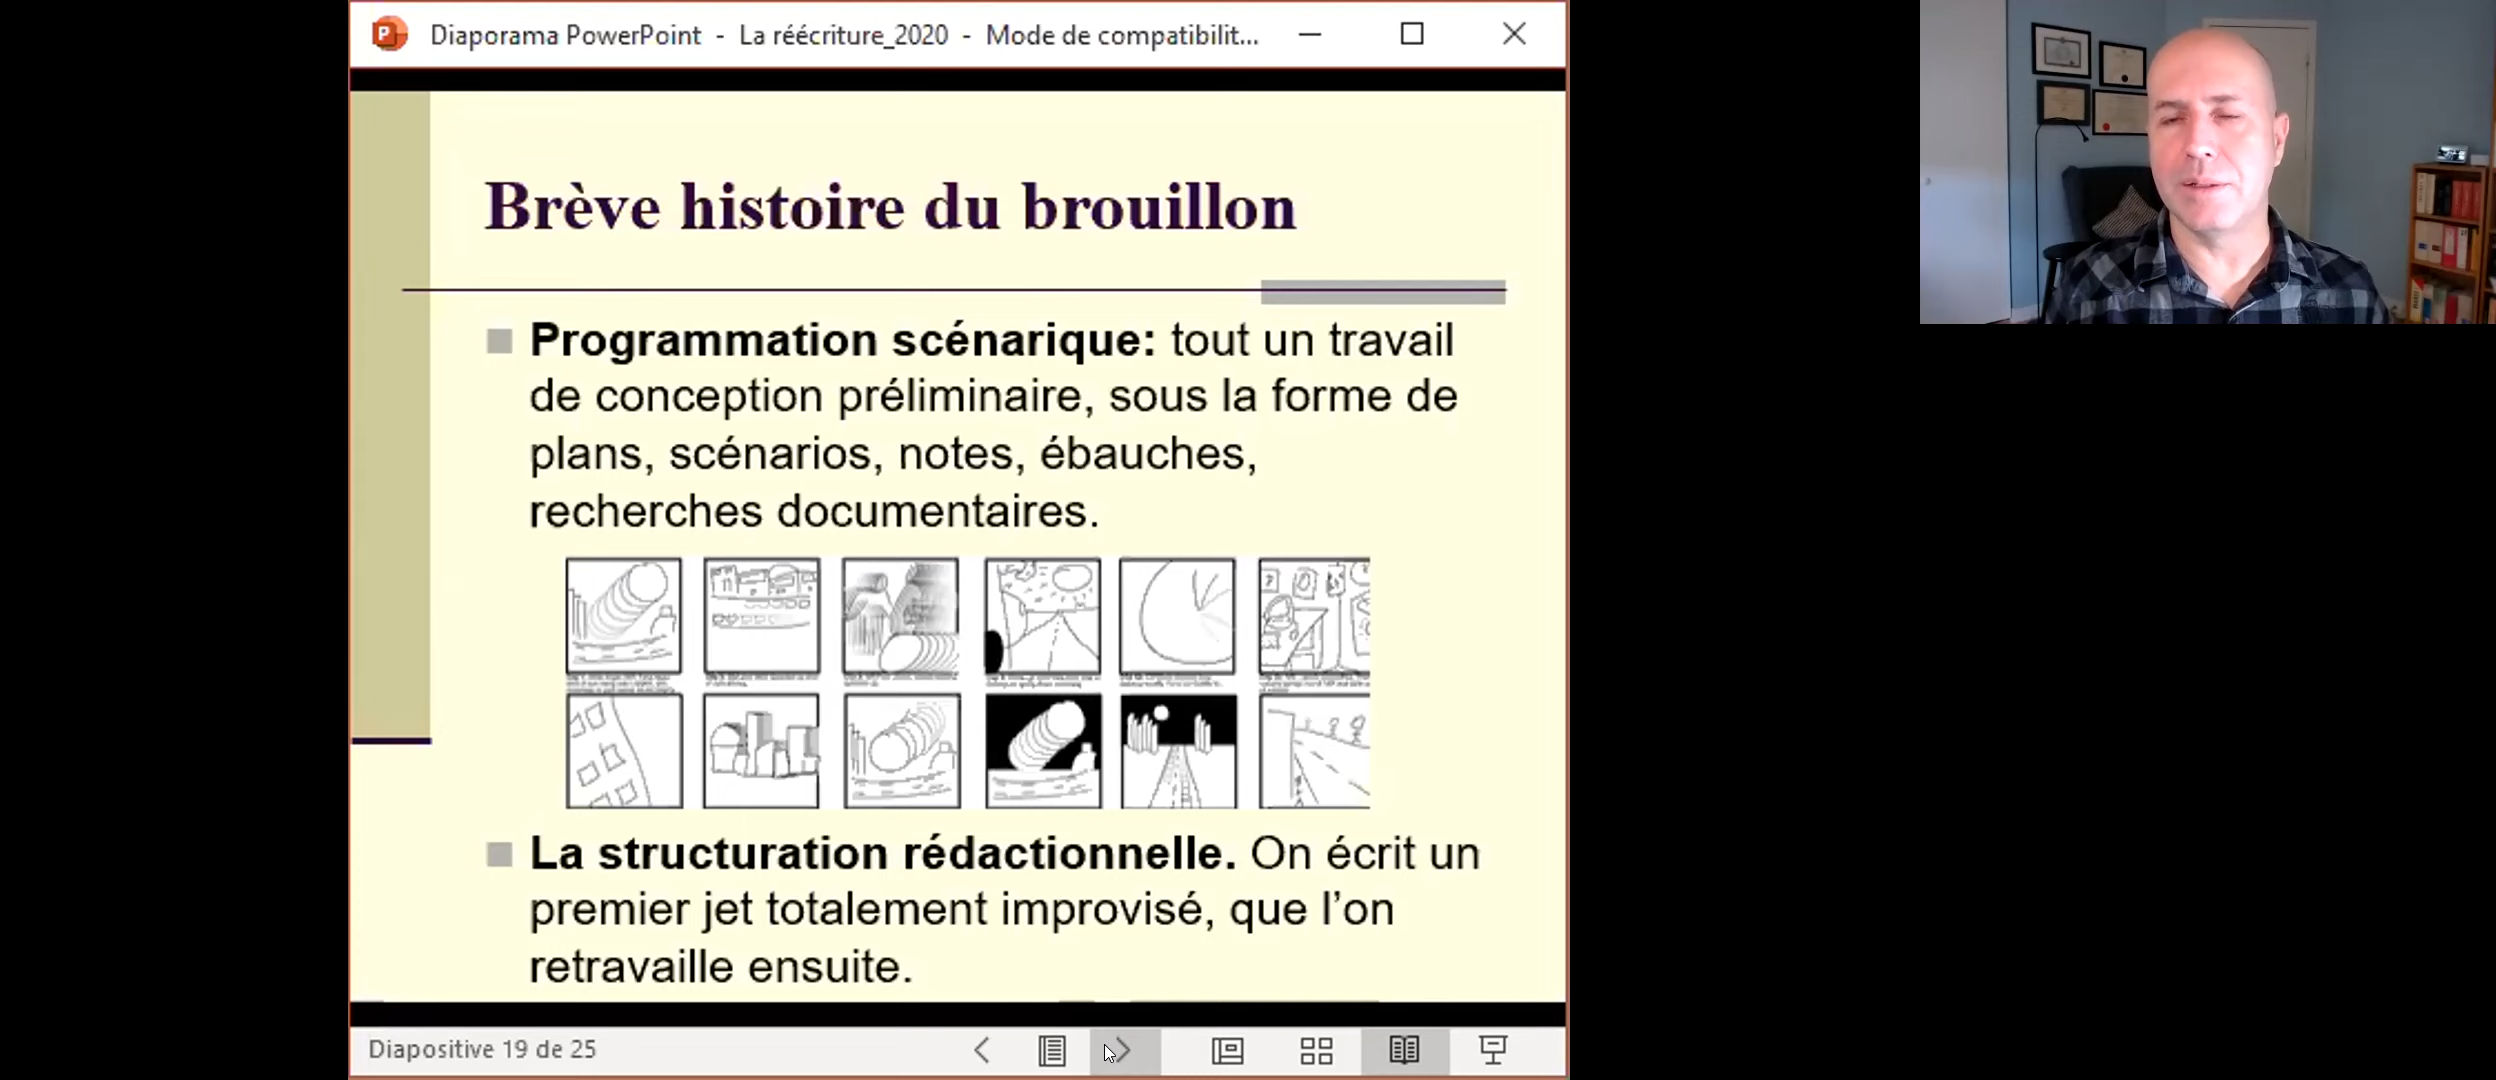 Diaporama PowerPoint - La réécriture_2020 - Mode de compatibilit...
Brève histoire du brouillon
Programmation scénarique: tout un travail
de conception préliminaire, sous la forme de
plans, scénarios, notes, ébauches,
recherches documentaires.
La structuration rédactionnelle. On écrit un
premier jet totalement improvisé, que l'on
retravaille ensuite.
Diapositive 19 de 25